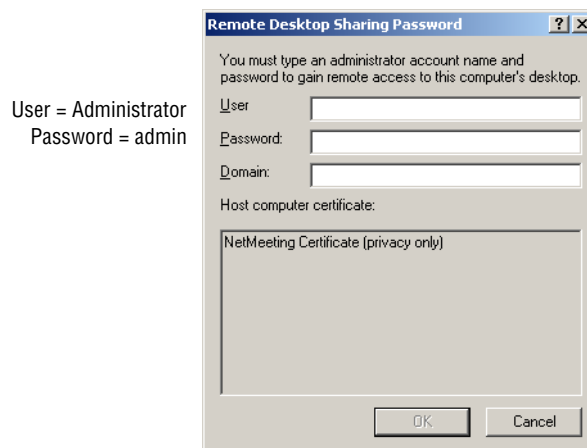 Remote Desktop Sharing Password
You must type an administrator account name and
password to gain remote access to this computer's desktop.
User = Administrator
Password = admin
User
Password:
Domain:
Host computer certificate:
NetMeeting Certificate (privacy only)
OK
Cancel